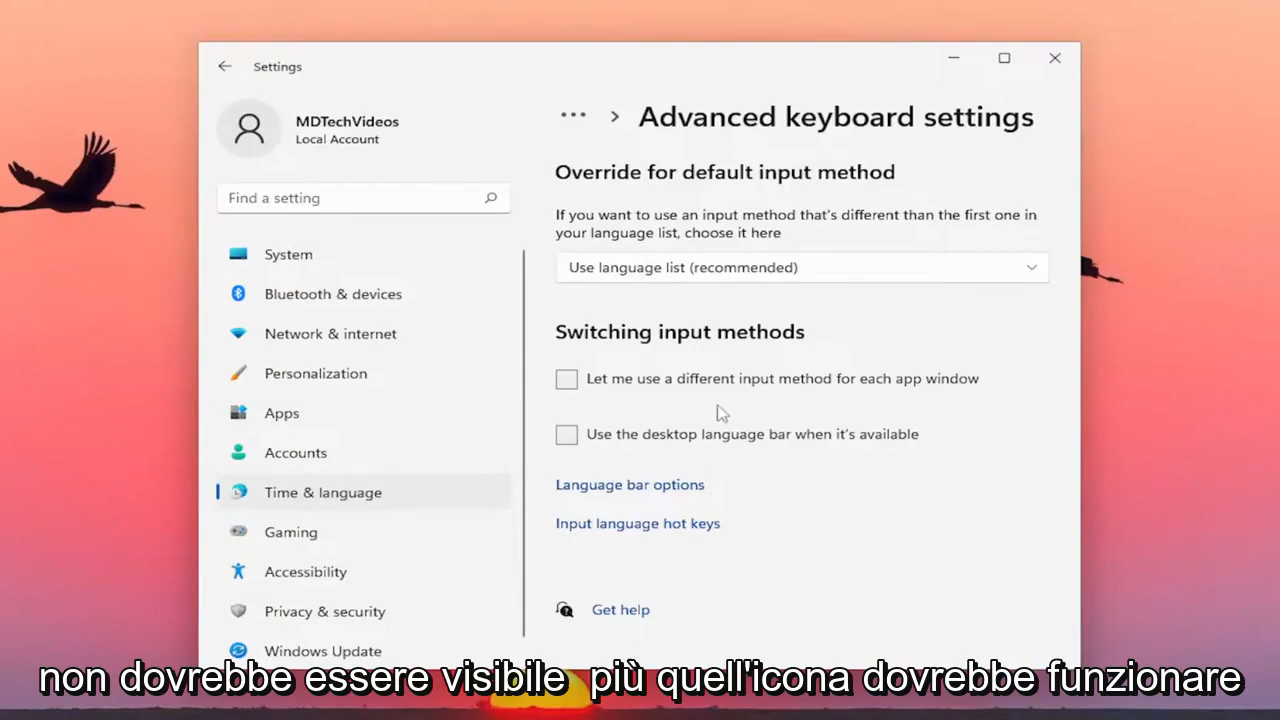 Settings
MDTechVideos
Local Account
Find a setting
System
Bluetooth & devices
Network & internet
Personalization
Apps
Accounts
Time & language
Gaming
Accessibility
Privacy & security
Windows Update
... > Advanced keyboard settings
Override for default input method
If you want to use an input method that's different than the first one in
your language list, choose it here
Use language list (recommended)
Switching input methods
Let me use a different input method for each app window
Use the desktop language bar when it's available
Language bar options
Input language hot keys
Get help
non dovrebbe essere visibile più quell'icona dovrebbe funzionare